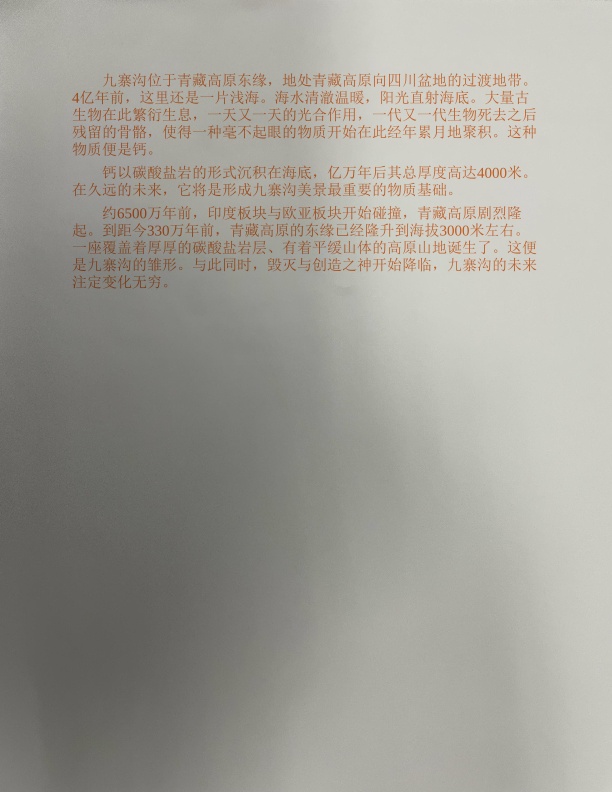 九寨沟位于青藏高原东缘，地处青藏高原向四川盆地的过渡地带。
4亿年前，这里还是一片浅海。海水清澈温暖，阳光直射海底。大量古
生物在此繁衍生息，一天又一天的光合作用，一代又一代生物死去之后
残留的骨骼，使得一种毫不起眼的物质开始在此经年累月地聚积。这种
物质便是钙。
钙以碳酸盐岩的形式沉积在海底，亿万年后其总厚度高达4000米。
在久远的未来，它将是形成九寨沟美景最重要的物质基础。
约6500万年前，印度板块与欧亚板块开始碰撞，青藏高原剧烈隆
起。到距今330万年前，青藏高原的东缘已经隆升到海拔3000米左右。
一座覆盖着厚厚的碳酸盐岩层、有着平缓山体的高原山地诞生了。这便
是九寨沟的雏形。与此同时，毁灭与创造之神开始降临，九寨沟的未来
注定变化无穷。